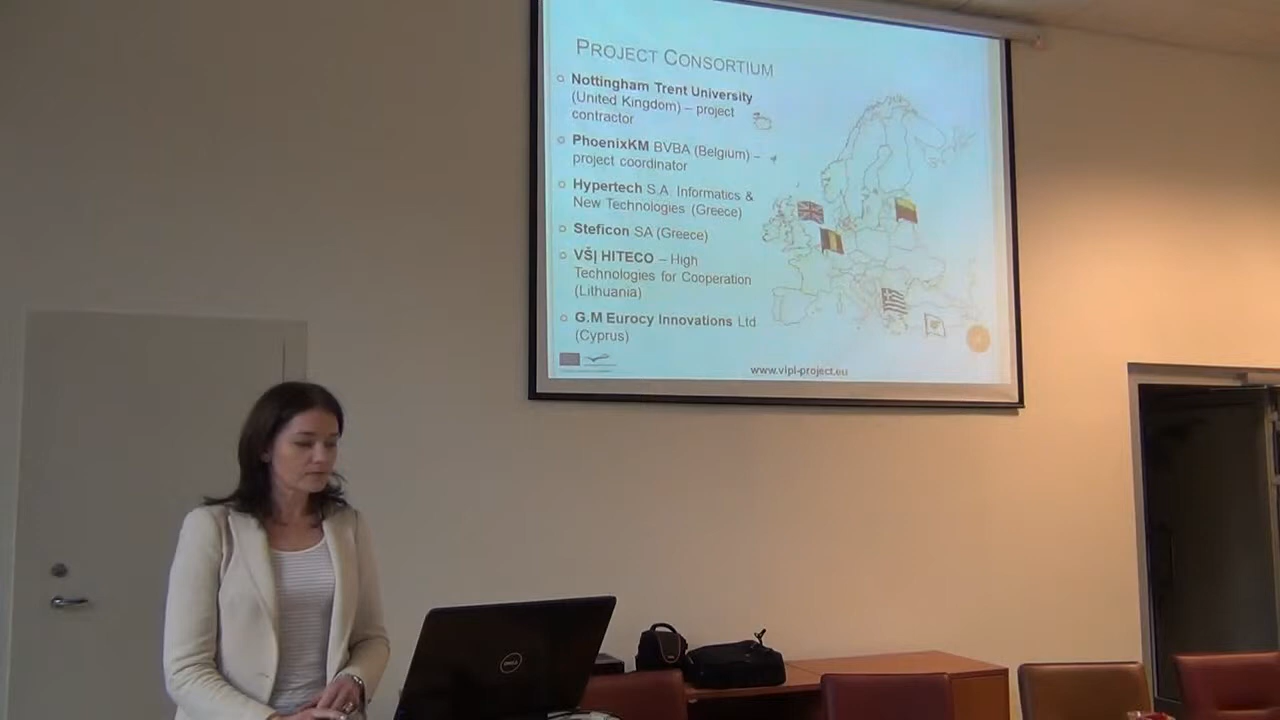 PROJECT CONSORTIUM
Nottingham Trent University
(United Kingdom) – project
contractor
PhoenixKM BVBA (Belgium) –
project coordinator
Hypertech S.A. Informatics &
New Technologies (Greece)
Steficon SA (Greece)
VŠĮ HITECO – High
Technologies for Cooperation
(Lithuania)
G.M Eurocy Innovations Ltd
(Cyprus)
www.vipi-project.eu
DELL